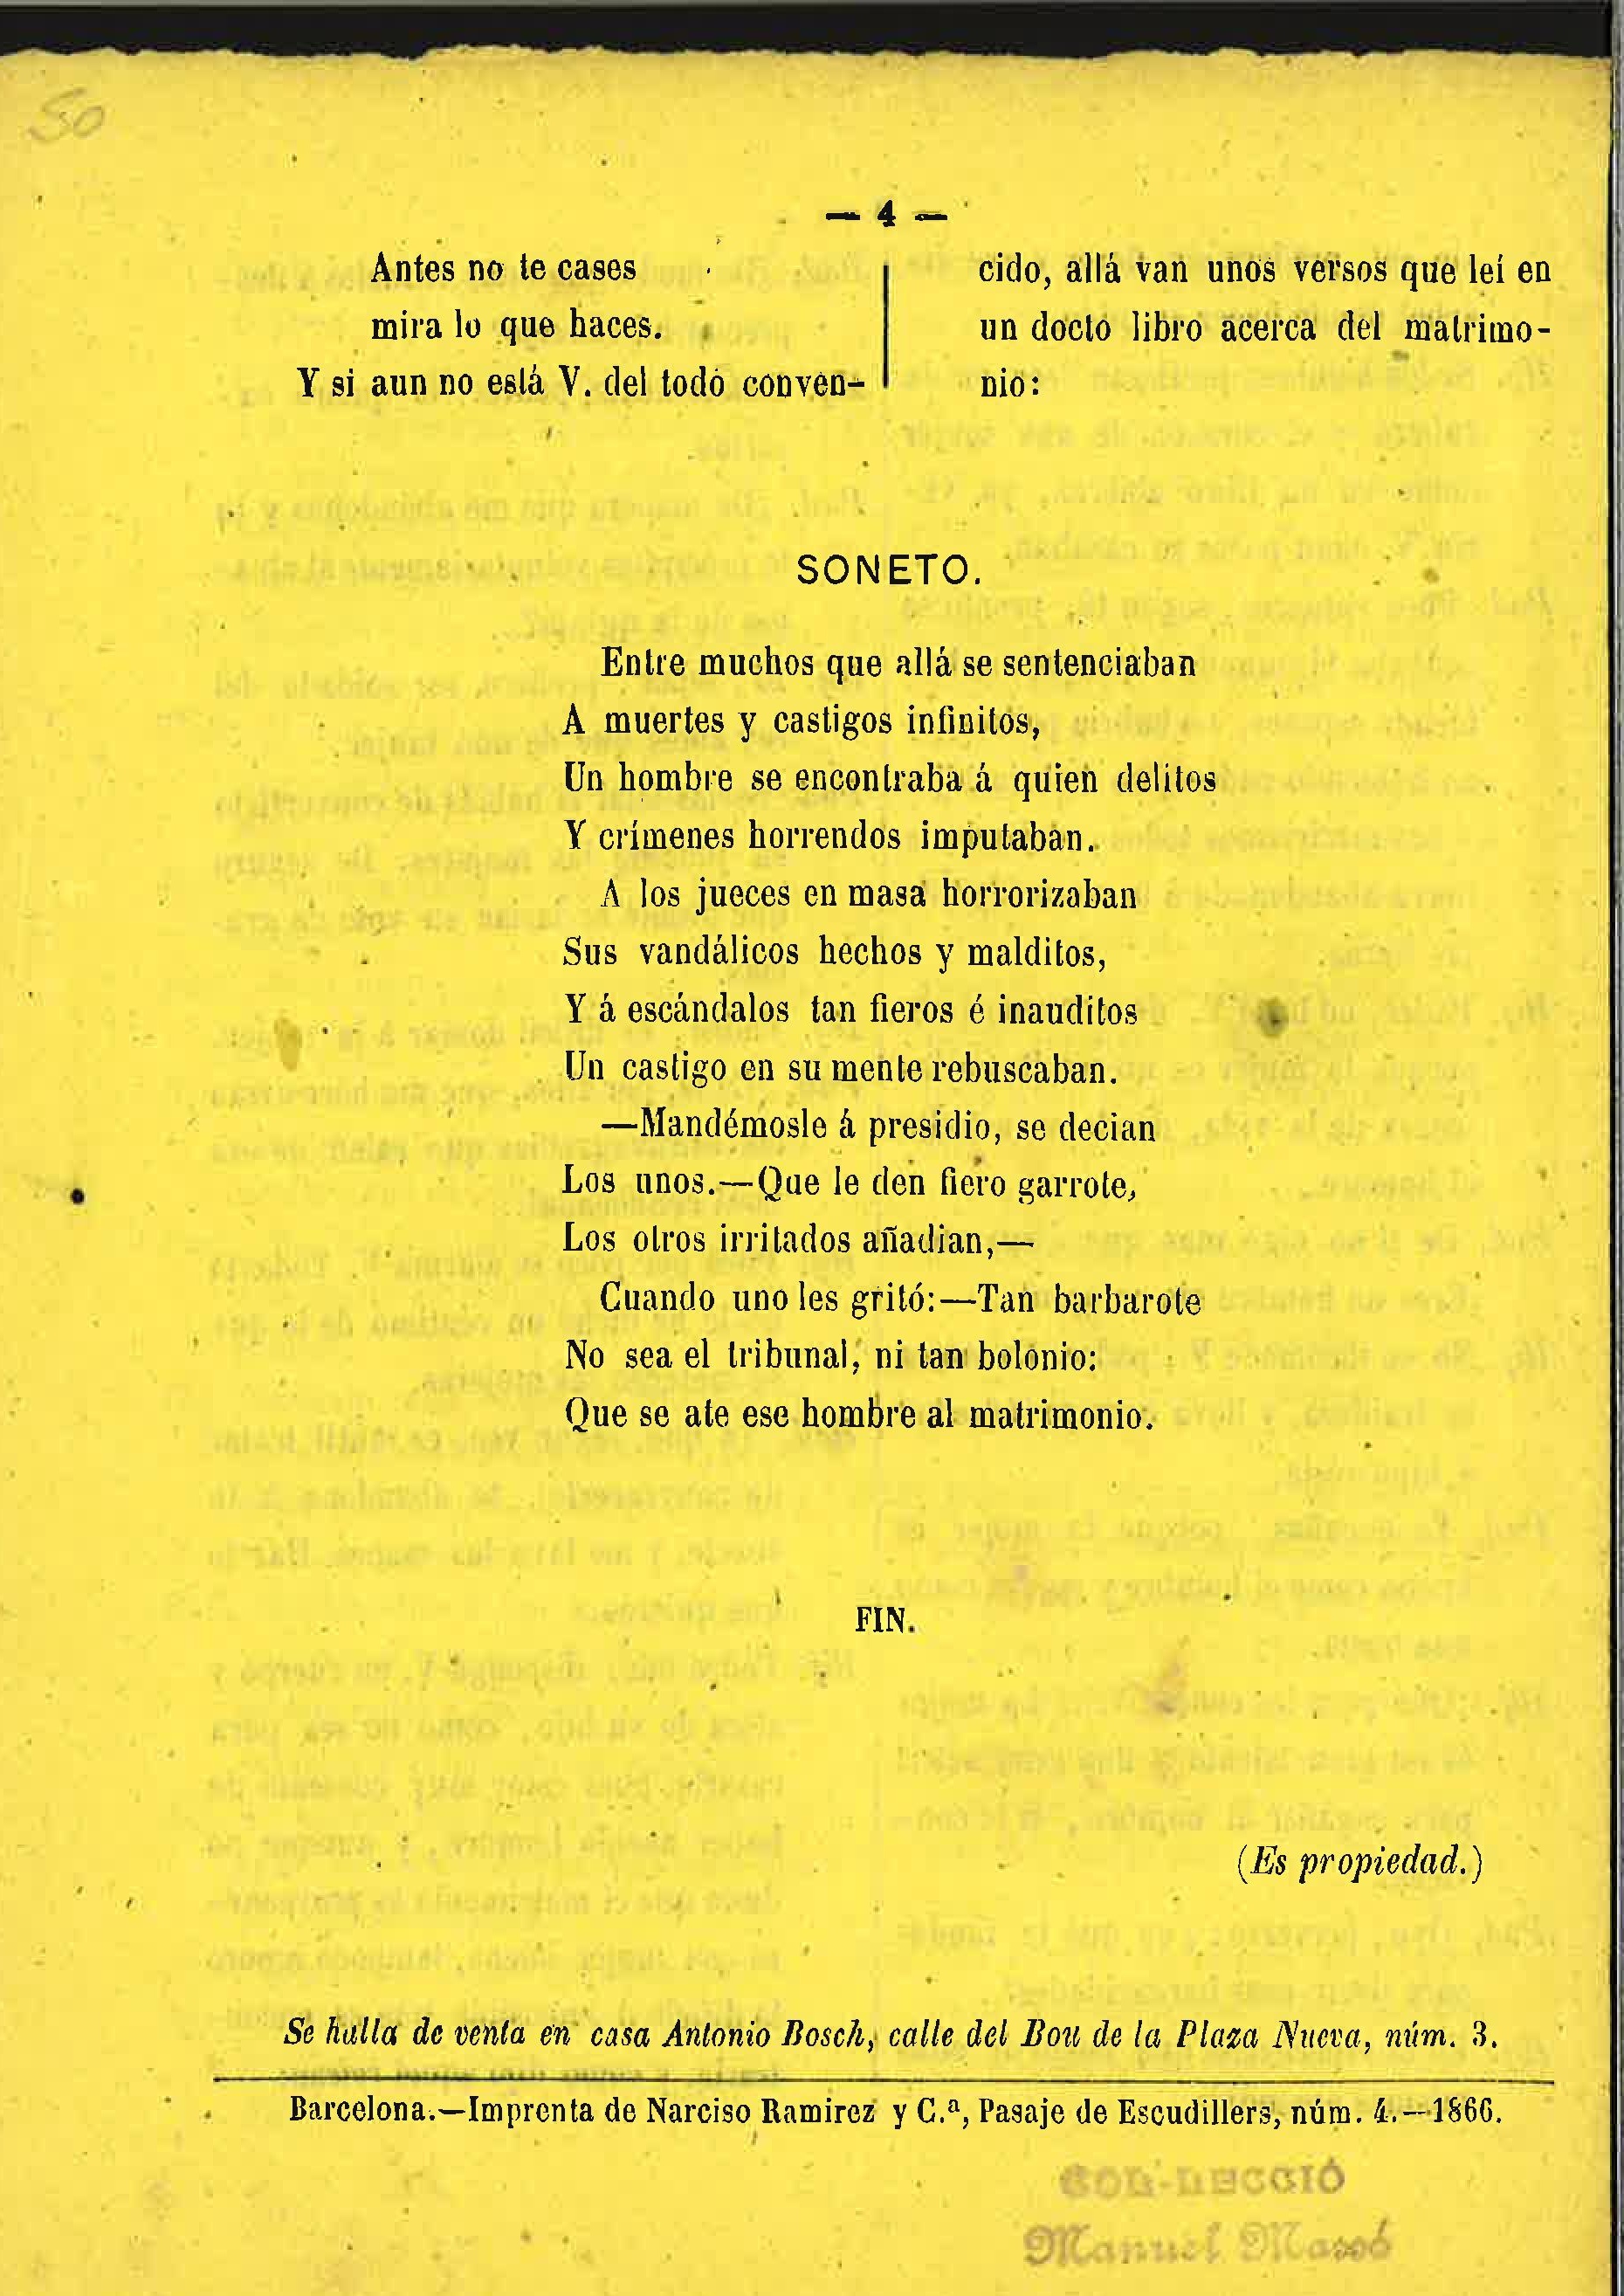 50
— 4 —
Antes no te cases
mira lo que haces.
Y si aun no está V. del todo conven-
cido, allá van unos versos que leí en
un docto libro acerca del matrimo-
nio:
SONETO.
Entre muchos que allá se sentenciaban
A muertes y castigos infinitos,
Un hombre se encontraba á quien delitos
Y crímenes horrendos imputaban.
A los jueces en masa horrorizaban
Sus vandálicos hechos y malditos,
Y á escándalos tan fieros é inauditos
Un castigo en su mente rebuscaban.
—Mandémosle á presidio, se decian
Los unos.—Que le den fiero garrote,
Los otros irritados añadian,—
Cuando uno les gritó:—Tan barbarote
No sea el tribunal, ni tan bolonio:
Que se ate ese hombre al matrimonio.
FIN.
(Es propiedad.)
Se halla de venta en casa Antonio Bosch, calle del Bou de la Plaza Nueva, núm. 3.
Barcelona.—Imprenta de Narciso Ramirez y C.ª, Pasaje de Escudillers, núm. 4.—1866.
COL·LECCIÓ
Manuel Massó